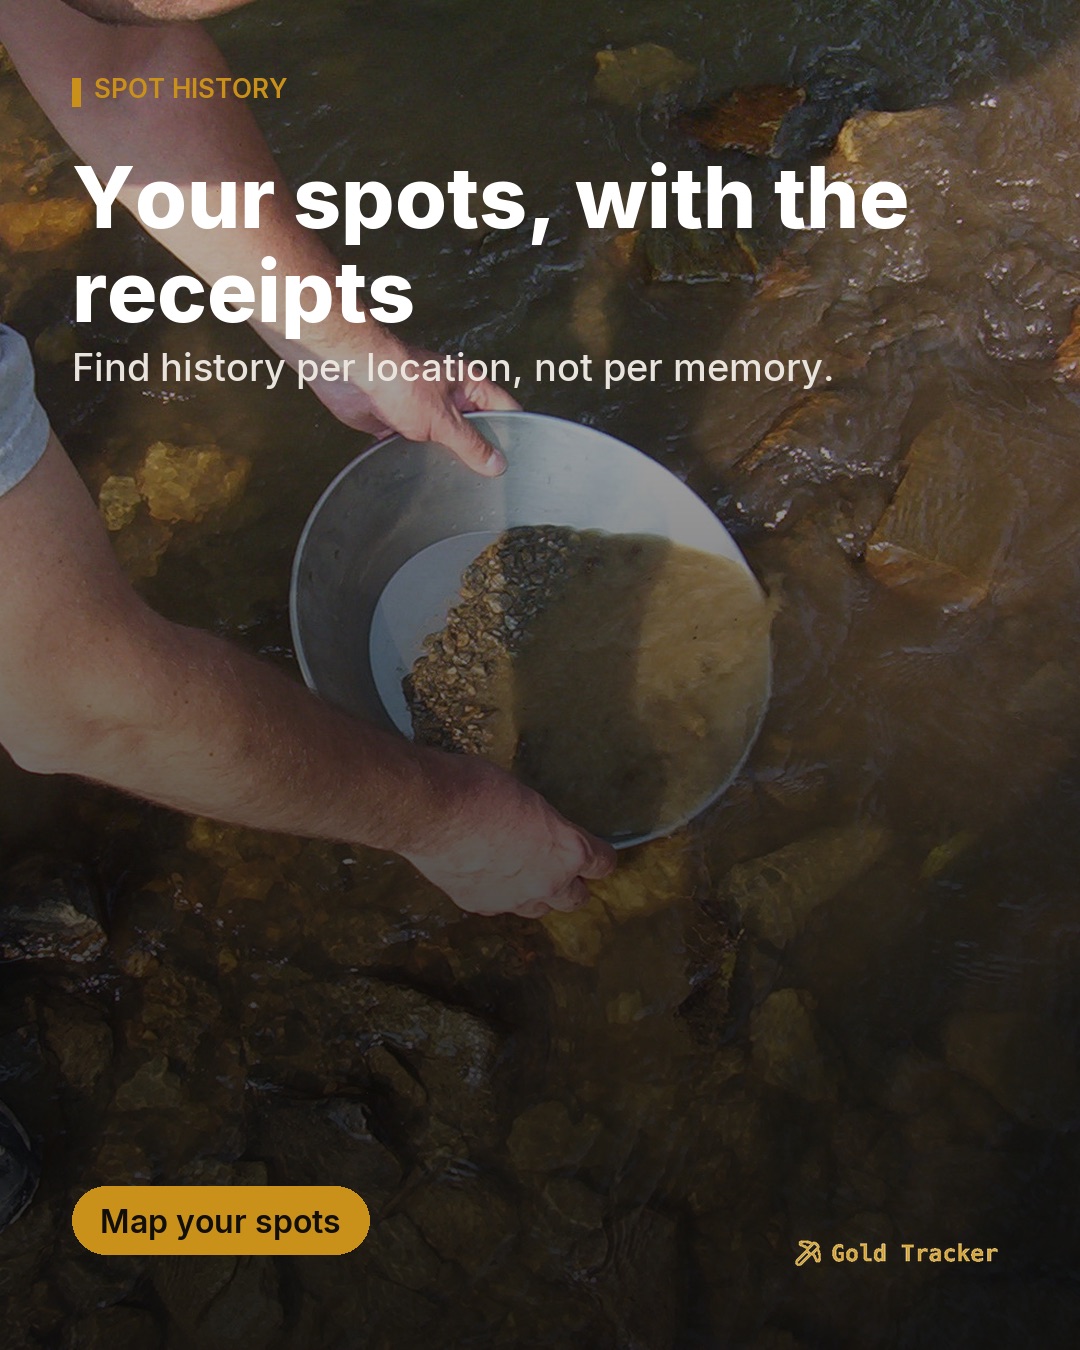 SPOT HISTORY
Your spots, with the
receipts
Find history per location, not per memory.
Map your spots
Gold Tracker